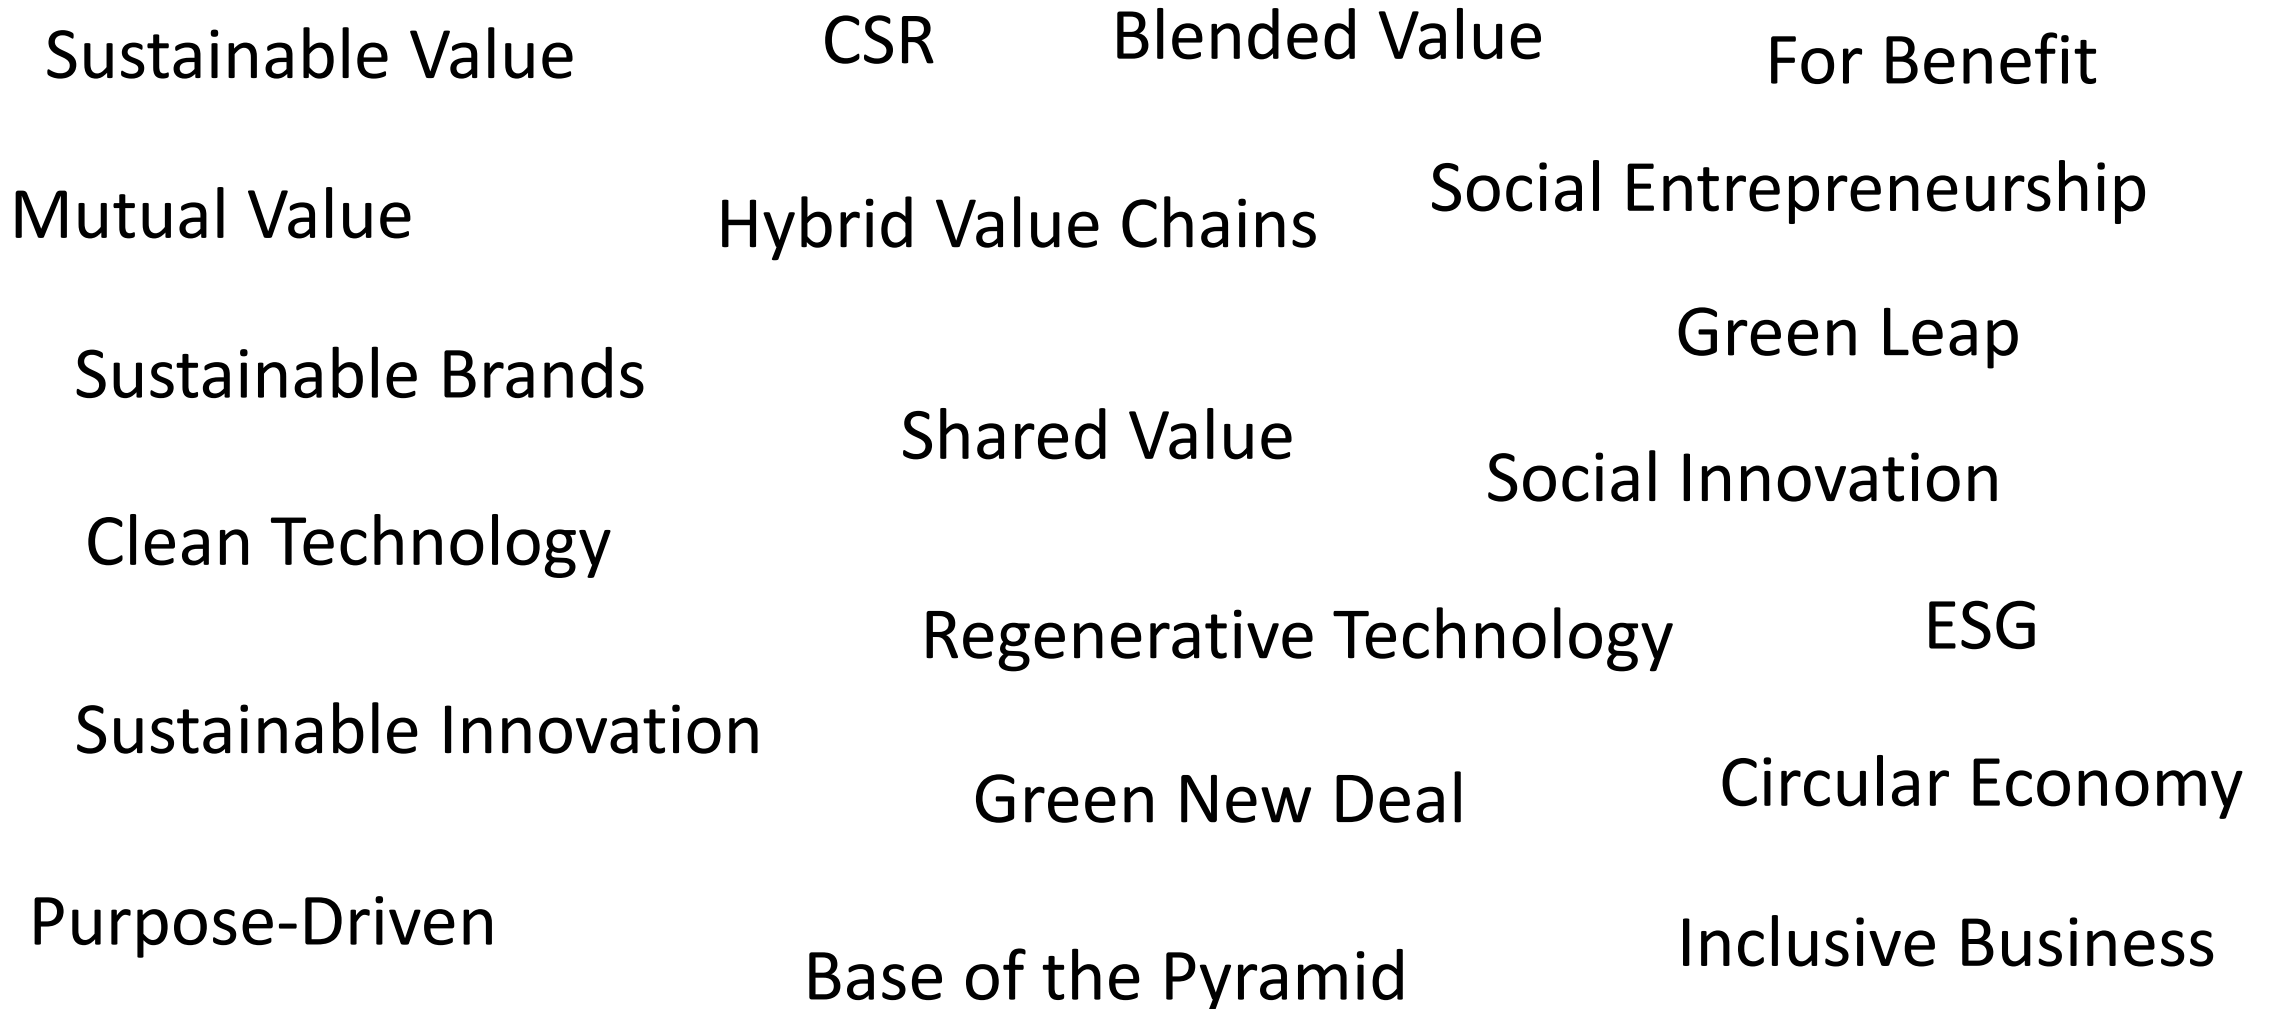 Sustainable Value
CSR
Blended Value
For Benefit
Mutual Value
Hybrid Value Chains
Social Entrepreneurship
Green Leap
Sustainable Brands
Shared Value
Social Innovation
Clean Technology
Regenerative Technology
ESG
Sustainable Innovation
Green New Deal
Circular Economy
Purpose-Driven
Base of the Pyramid
Inclusive Business